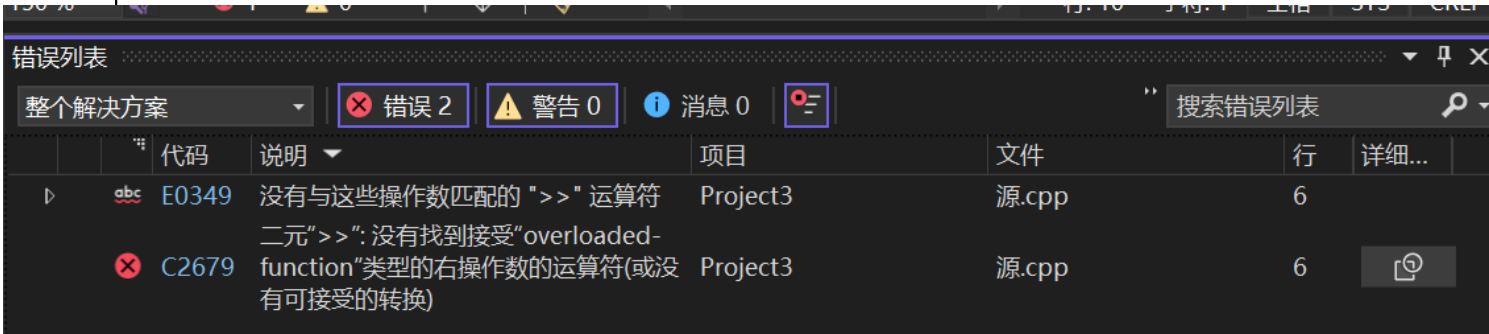 错误列表
整个解决方案 错误 2 警告 0 消息 0 搜索错误列表
代码 说明 项目 文件 行 详细...
abc E0349 没有与这些操作数匹配的 ">>" 运算符 Project3 源.cpp 6
二元“>>”: 没有找到接受“overloaded-
C2679 function”类型的右操作数的运算符(或没 Project3 源.cpp 6
有可接受的转换)